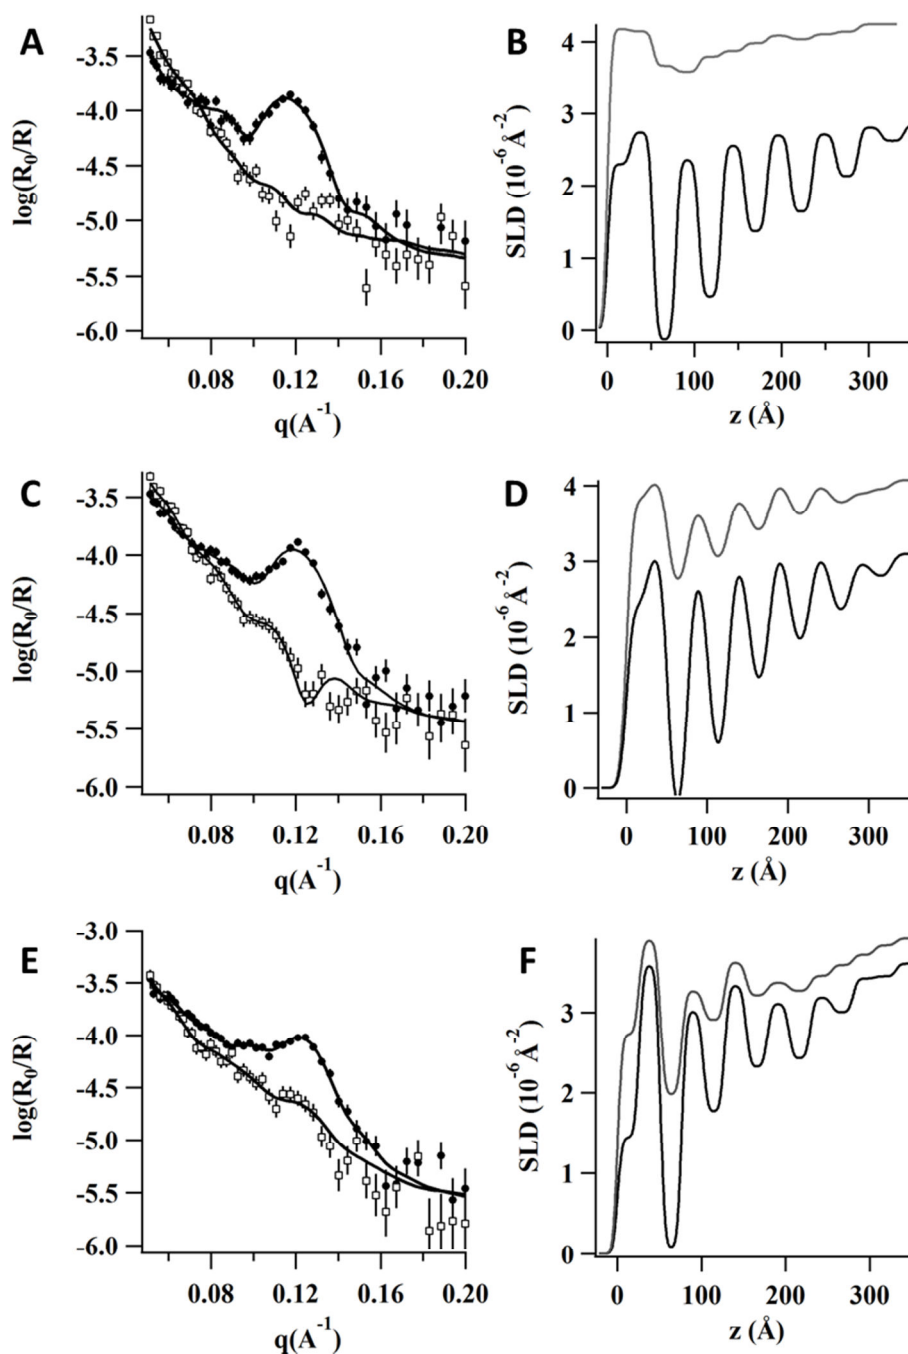 A
-3.5
-4.0
-4.5
-5.0
-5.5
-6.0
log(R0/R)
0.08 0.12 0.16 0.20
q(A-1)
B
4
3
2
1
0
SLD (10-6 Å-2)
0 100 200 300
z (Å)
C
-3.5
-4.0
-4.5
-5.0
-5.5
-6.0
log(R0/R)
0.08 0.12 0.16 0.20
q(A-1)
D
4
3
2
1
0
SLD (10-6 Å-2)
0 100 200 300
z (Å)
E
-3.0
-3.5
-4.0
-4.5
-5.0
-5.5
-6.0
log(R0/R)
0.08 0.12 0.16 0.20
q(A-1)
F
3
2
1
0
SLD (10-6 Å-2)
0 100 200 300
z (Å)